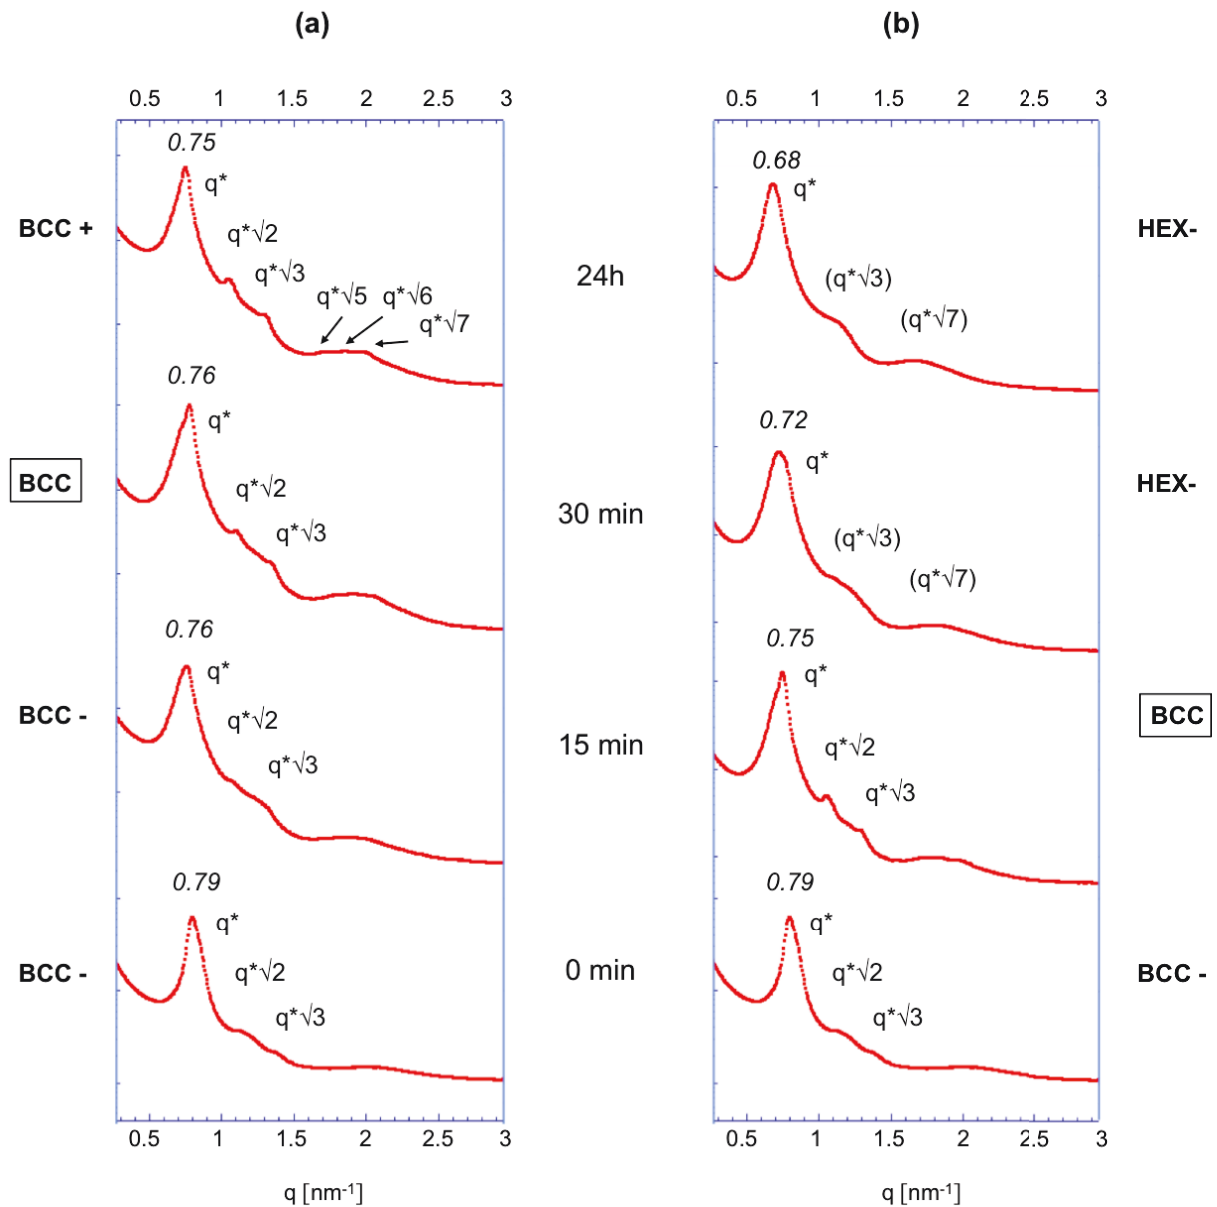 (a)
(b)
0.5 1 1.5 2 2.5 3
0.5 1 1.5 2 2.5 3
0.75
q*
BCC +
q*√2
q*√3
q*√5
q*√6
q*√7
24h
0.68
q*
HEX-
(q*√3)
(q*√7)
0.76
q*
BCC
q*√2
q*√3
30 min
0.72
q*
HEX-
(q*√3)
(q*√7)
0.76
q*
BCC -
q*√2
q*√3
15 min
0.75
q*
BCC
q*√2
q*√3
0.79
q*
BCC -
q*√2
q*√3
0 min
0.79
q*
BCC -
q*√2
q*√3
0.5 1 1.5 2 2.5 3
0.5 1 1.5 2 2.5 3
q [nm⁻¹]
q [nm⁻¹]